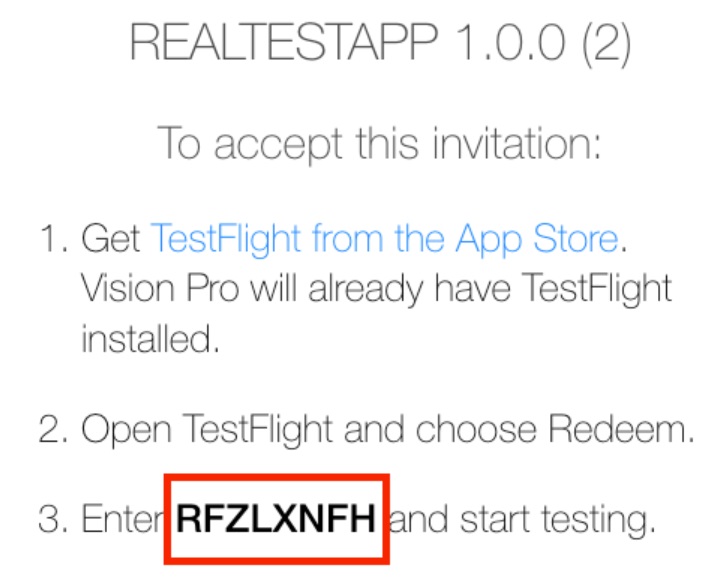 REALTESTAPP 1.0.0 (2)
To accept this invitation:
1. Get TestFlight from the App Store.
Vision Pro will already have TestFlight
installed.
2. Open TestFlight and choose Redeem.
3. Enter RFZLXNFH and start testing.